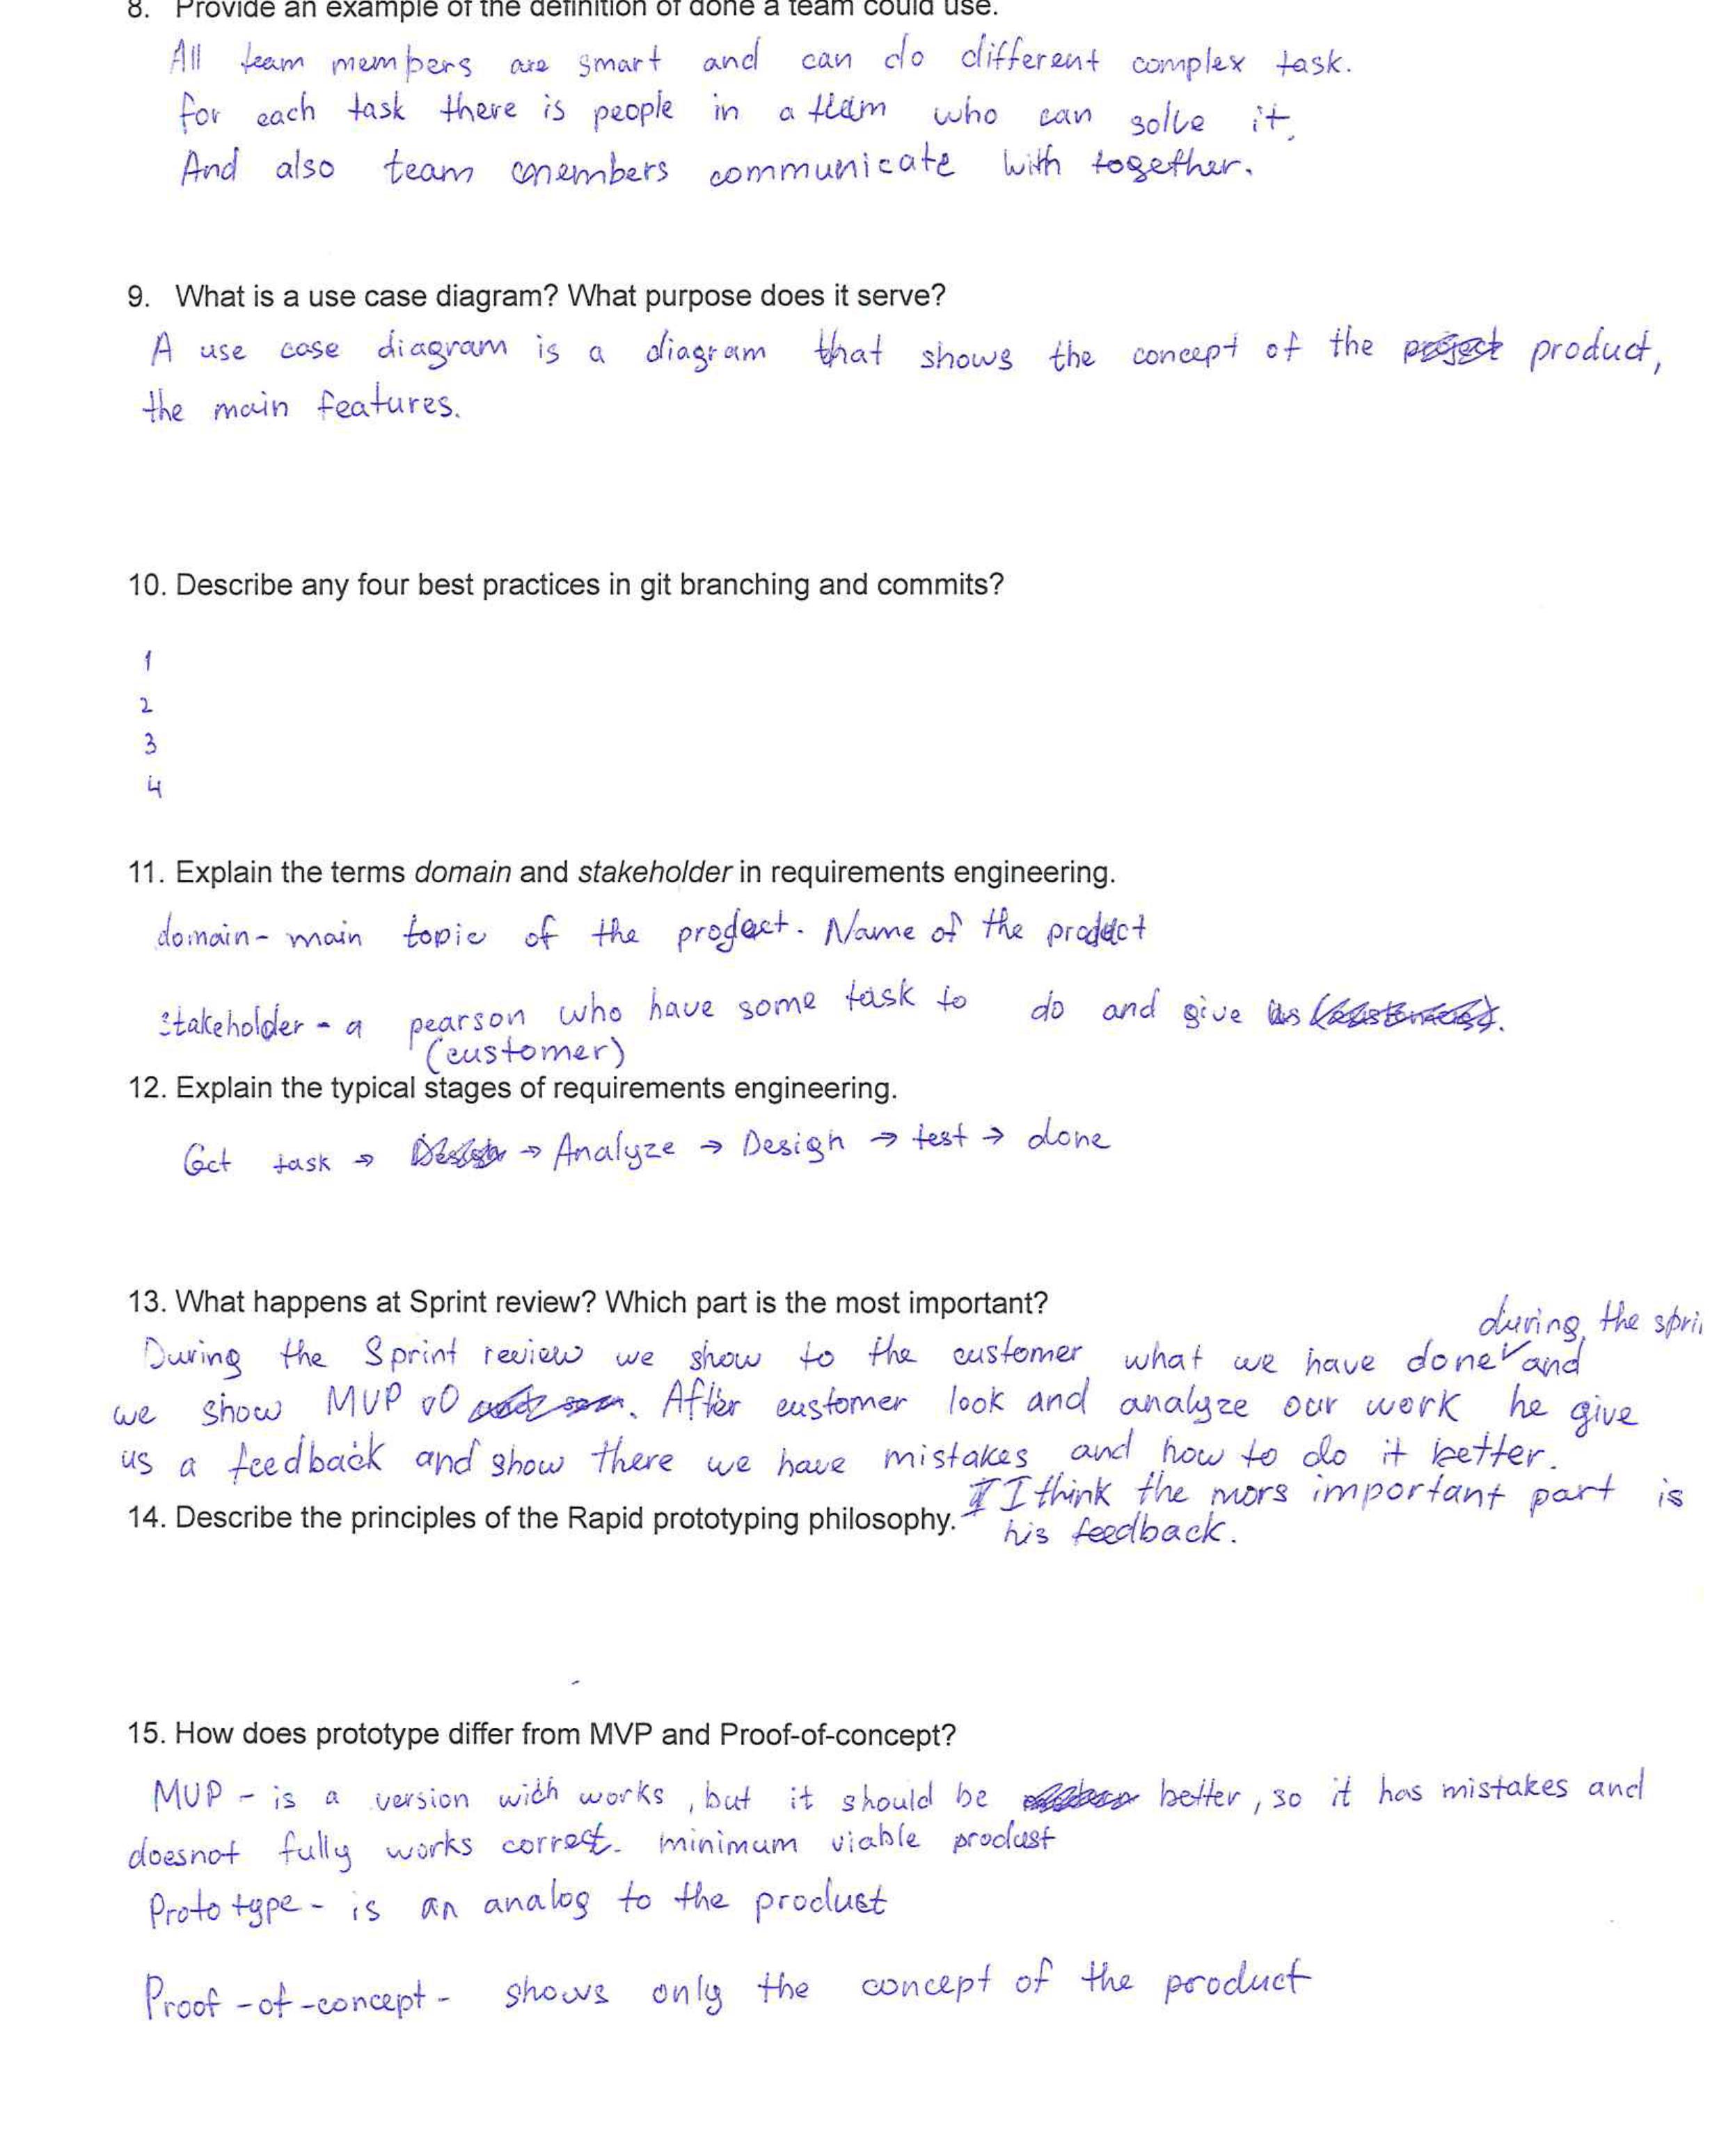 8. Provide an example of the definition of done a team could use.
All team members are smart and can do different complex task.
for each task there is people in a team who can solve it.
And also team members communicate with together.
9. What is a use case diagram? What purpose does it serve?
A use case diagram is a diagram that shows the concept of the product,
the main features.
10. Describe any four best practices in git branching and commits?
1
2
3
4
11. Explain the terms domain and stakeholder in requirements engineering.
domain - main topic of the prodect. Name of the product
stakeholder - a pearson who have some task to do and give us
(customer)
12. Explain the typical stages of requirements engineering.
Get task → → Analyze → Design → test → done
13. What happens at Sprint review? Which part is the most important?
during the spri
During the Sprint review we show to the customer what we have done and
we show MVP v0 . After customer look and analyze our work he give
us a feedback and show there we have mistakes and how to do it better.
I think the mors important part is
14. Describe the principles of the Rapid prototyping philosophy.
his feedback.
15. How does prototype differ from MVP and Proof-of-concept?
MVP - is a version wich works, but it should be better, so it has mistakes and
doesnot fully works correct. minimum viable product
Prototype - is an analog to the product
Proof-of-concept - shows only the concept of the product